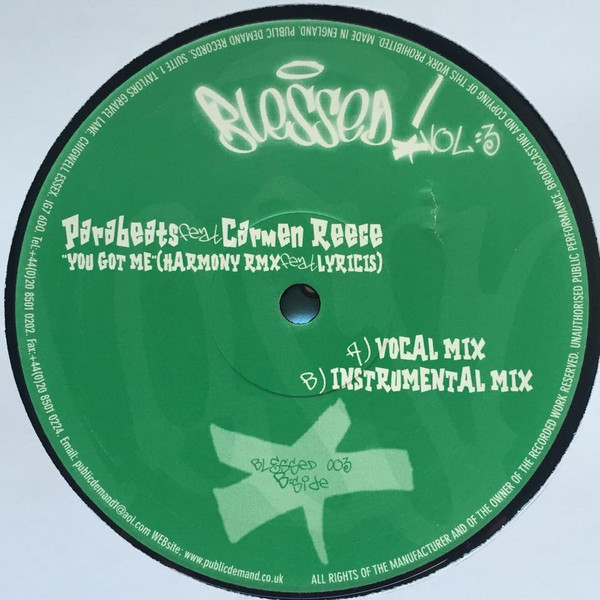 BLESSED! VOL:3
Parabeats feat Carmen Reece
"YOU GOT ME" (HARMONY RMX feat LYRICIS)
A) VOCAL MIX
B) INSTRUMENTAL MIX
BLESSED 003
B-Side
ALL RIGHTS OF THE MANUFACTURER AND OF THE OWNER OF THE RECORDED WORK RESERVED. UNAUTHORISED PUBLIC PERFORMANCE, BROADCASTING AND COPYING OF THIS WORK PROHIBITED. MADE IN ENGLAND. PUBLIC DEMAND RECORDS. SUITE 1. TAYLORS GRAVEL LANE. CHIGWELL ESSEX. IG7 6DQ. Tel:+44(0)20 8501 0202. Fax:+44(0)20 8501 0224. Email: publicdemand1@aol.com WEBsite: www.publicdemand.co.uk